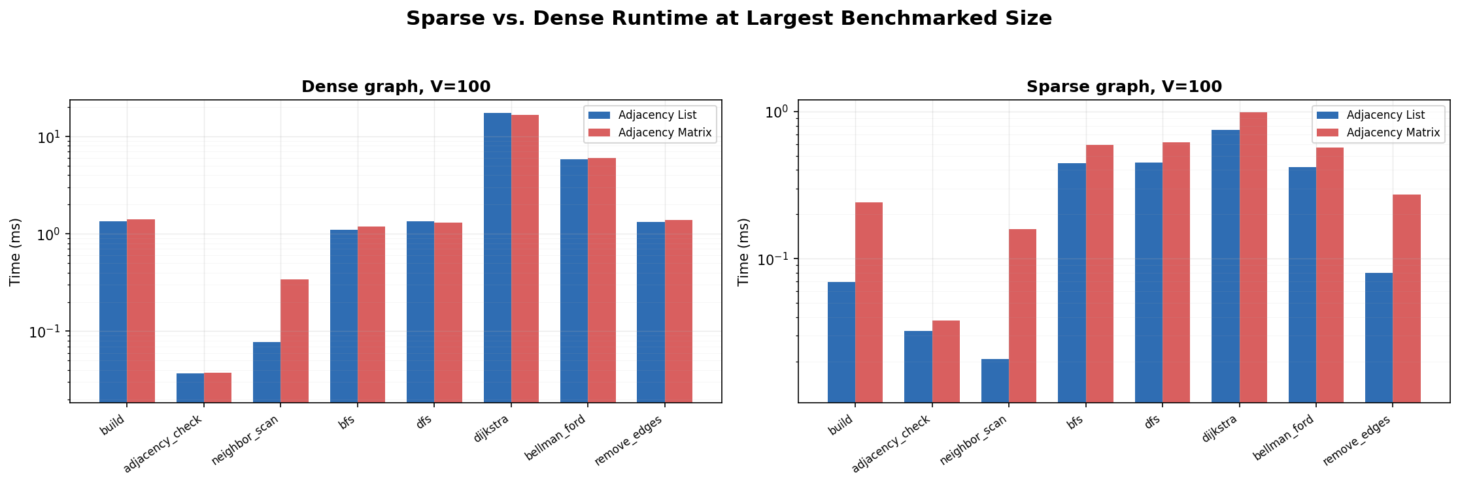 Sparse vs. Dense Runtime at Largest Benchmarked Size
Dense graph, V=100
Time (ms)
10¹
10⁰
10⁻¹
Adjacency List
Adjacency Matrix
build
adjacency_check
neighbor_scan
bfs
dfs
dijkstra
bellman_ford
remove_edges
Sparse graph, V=100
Time (ms)
10⁰
10⁻¹
Adjacency List
Adjacency Matrix
build
adjacency_check
neighbor_scan
bfs
dfs
dijkstra
bellman_ford
remove_edges